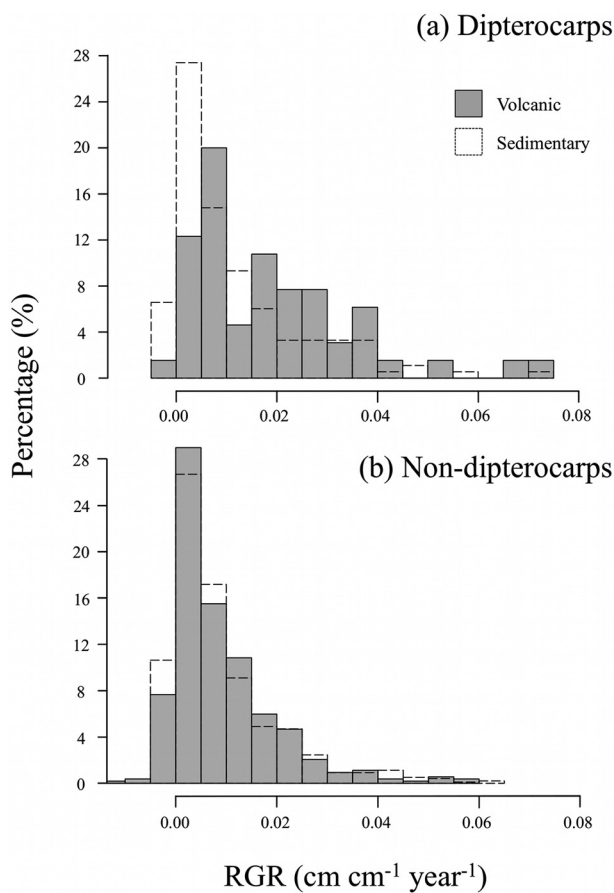 (a) Dipterocarps
28
24
20
16
12
8
4
0
Volcanic
Sedimentary
0.00 0.02 0.04 0.06 0.08
Percentage (%)
(b) Non-dipterocarps
28
24
20
16
12
8
4
0
0.00 0.02 0.04 0.06 0.08
RGR (cm cm⁻¹ year⁻¹)